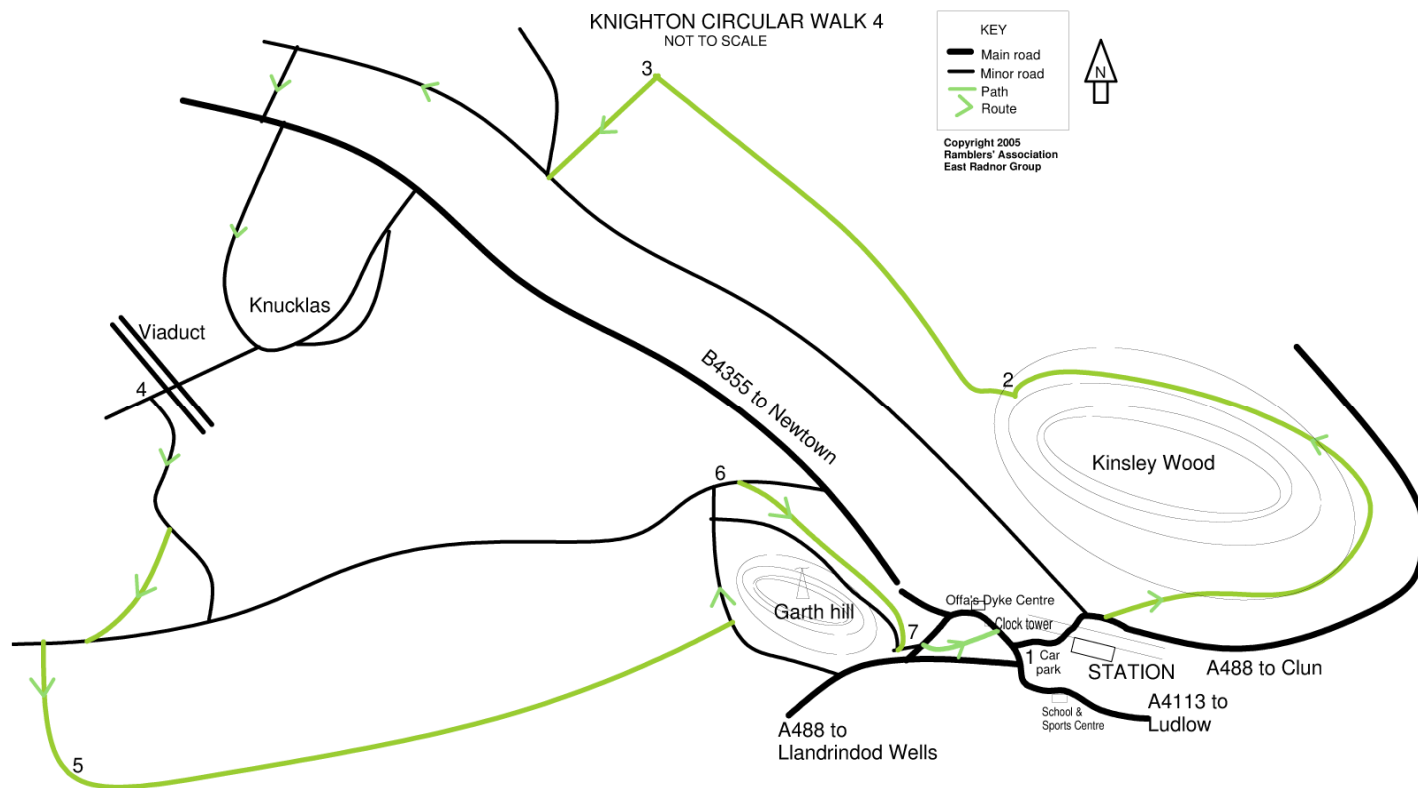 KNIGHTON CIRCULAR WALK 4
NOT TO SCALE
KEY
Main road
Minor road
Path
Route
N
Copyright 2005
Ramblers' Association
East Radnor Group
3
Knucklas
Viaduct
4
B4355 to Newtown
2
Kinsley Wood
6
Garth hill
Offa's Dyke Centre
Clock tower
7
1
Car
park
STATION
A488 to Clun
School &
Sports Centre
A4113 to
Ludlow
A488 to
Llandrindod Wells
5